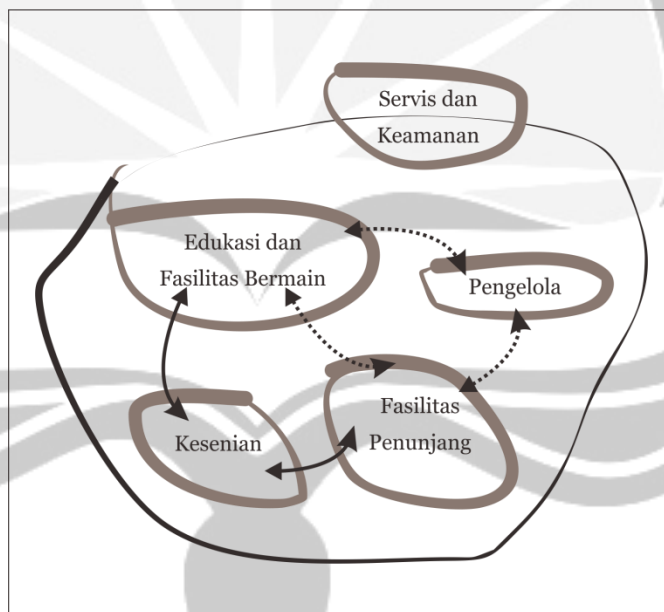 Servis dan
Keamanan
Edukasi dan
Fasilitas Bermain
Pengelola
Fasilitas
Penunjang
Kesenian